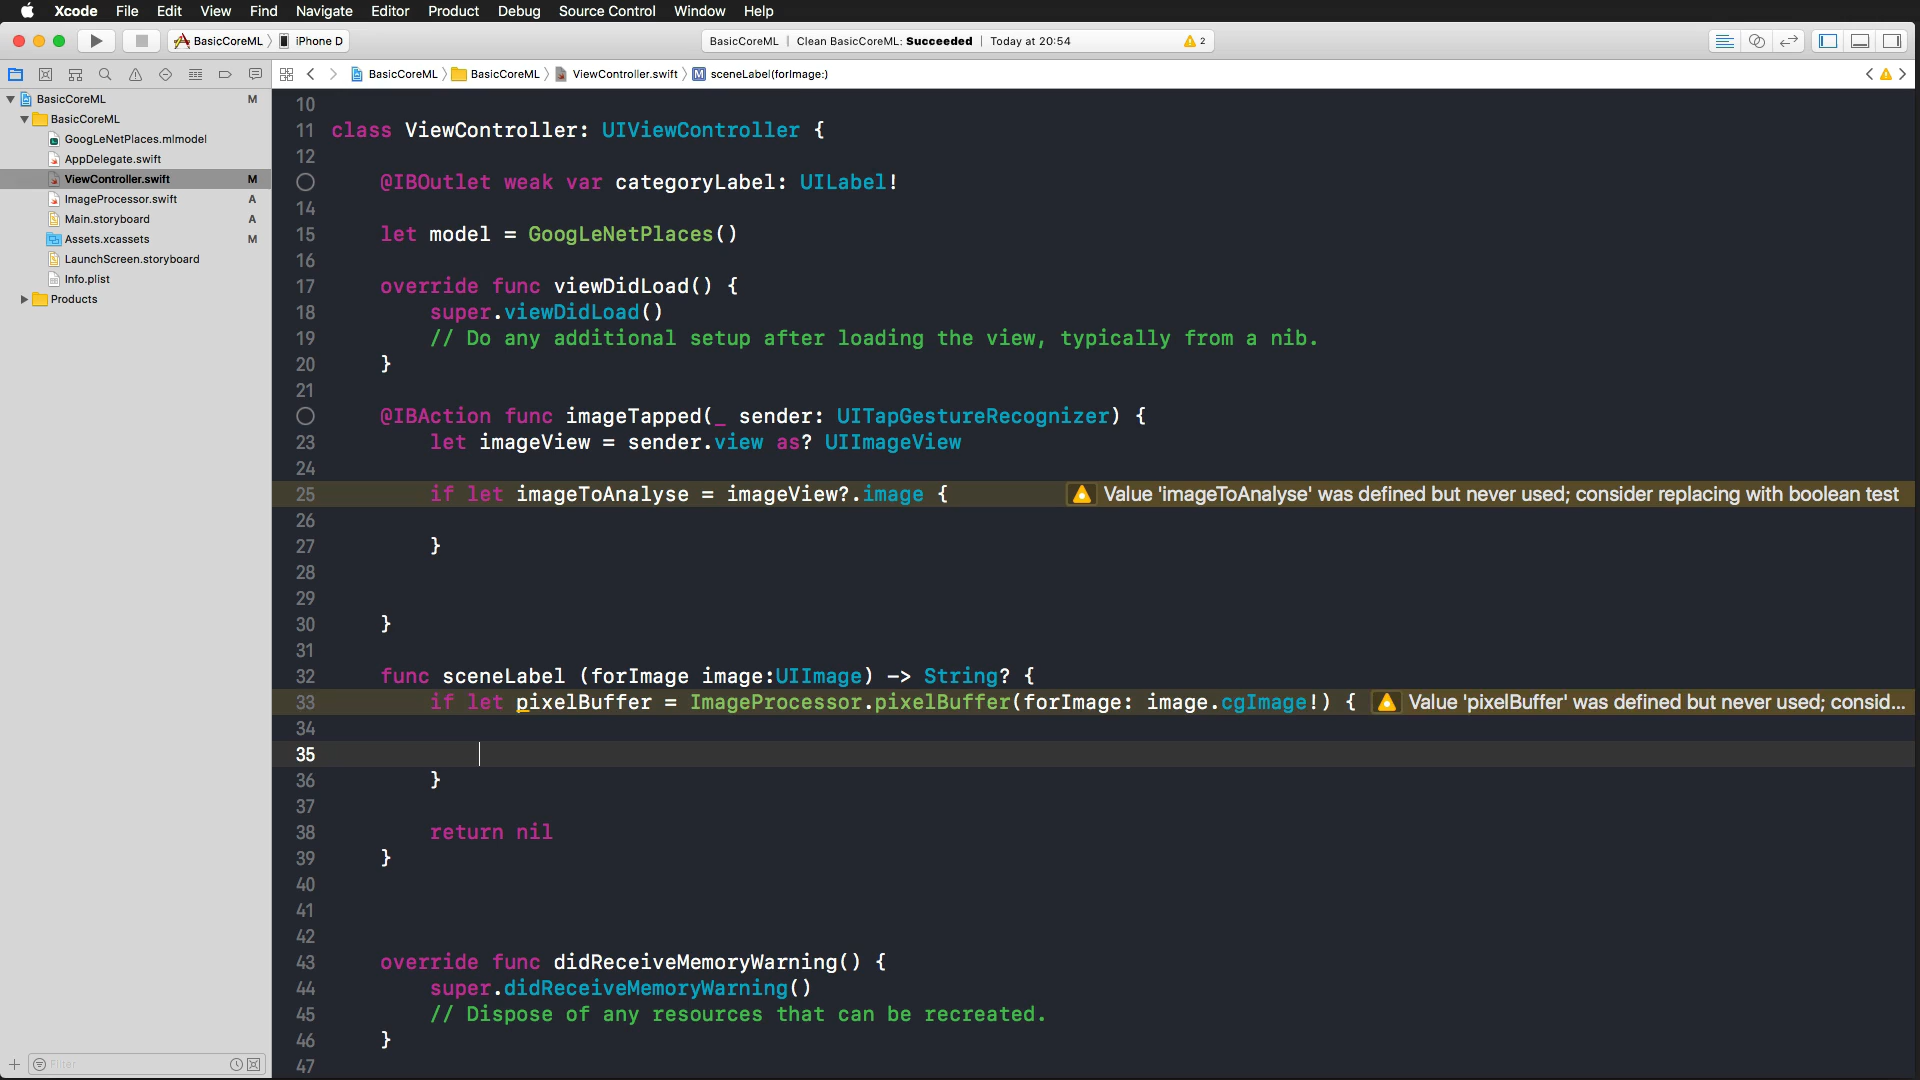 Xcode File Edit View Find Navigate Editor Product Debug Source Control Window Help
BasicCoreML iPhone D
BasicCoreML | Clean BasicCoreML: Succeeded | Today at 20:54
2
BasicCoreML BasicCoreML ViewController.swift M sceneLabel(forImage:)
BasicCoreML M
BasicCoreML
GoogLeNetPlaces.mlmodel
AppDelegate.swift
ViewController.swift M
ImageProcessor.swift A
Main.storyboard A
Assets.xcassets M
LaunchScreen.storyboard
Info.plist
Products
Filter
10
11 class ViewController: UIViewController {
12
@IBOutlet weak var categoryLabel: UILabel!
14
15 let model = GoogLeNetPlaces()
16
17 override func viewDidLoad() {
18 super.viewDidLoad()
19 // Do any additional setup after loading the view, typically from a nib.
20 }
21
@IBAction func imageTapped(_ sender: UITapGestureRecognizer) {
23 let imageView = sender.view as? UIImageView
24
25 if let imageToAnalyse = imageView?.image { Value 'imageToAnalyse' was defined but never used; consider replacing with boolean test
26
27 }
28
29
30 }
31
32 func sceneLabel (forImage image:UIImage) -> String? {
33 if let pixelBuffer = ImageProcessor.pixelBuffer(forImage: image.cgImage!) { Value 'pixelBuffer' was defined but never used; consid...
34
35
36 }
37
38 return nil
39 }
40
41
42
43 override func didReceiveMemoryWarning() {
44 super.didReceiveMemoryWarning()
45 // Dispose of any resources that can be recreated.
46 }
47